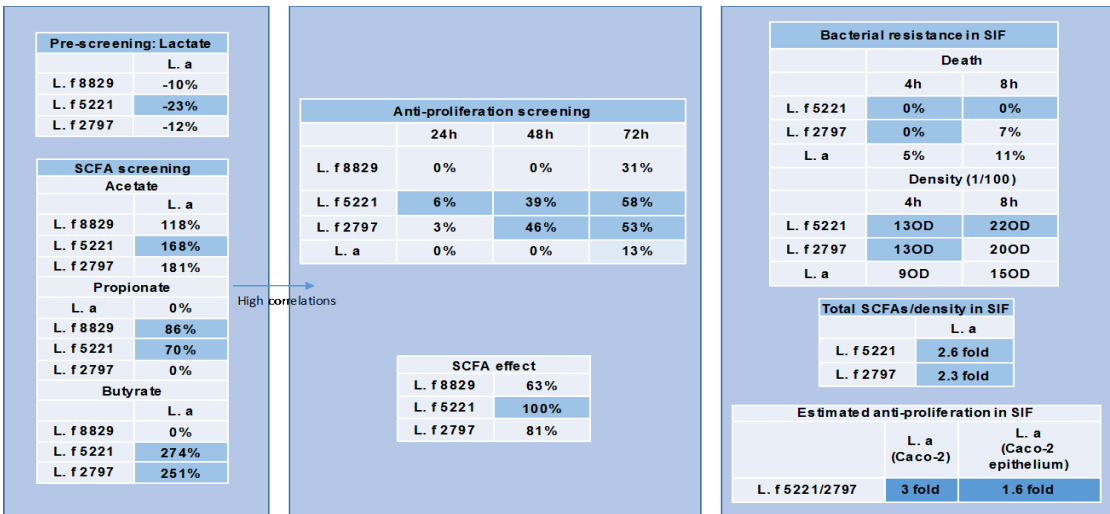 Pre-screening: Lactate
L. a
L. f 8829 -10%
L. f 5221 -23%
L. f 2797 -12%
SCFA screening
Acetate
L. a
L. f 8829 118%
L. f 5221 168%
L. f 2797 181%
Propionate
L. a 0%
L. f 8829 86%
L. f 5221 70%
L. f 2797 0%
Butyrate
L. a
L. f 8829 0%
L. f 5221 274%
L. f 2797 251%
High correlations
Anti-proliferation screening
24h 48h 72h
L. f 8829 0% 0% 31%
L. f 5221 6% 39% 58%
L. f 2797 3% 46% 53%
L. a 0% 0% 13%
SCFA effect
L. f 8829 63%
L. f 5221 100%
L. f 2797 81%
Bacterial resistance in SIF
Death
4h 8h
L. f 5221 0% 0%
L. f 2797 0% 7%
L. a 5% 11%
Density (1/100)
4h 8h
L. f 5221 13OD 22OD
L. f 2797 13OD 20OD
L. a 9OD 15OD
Total SCFAs/density in SIF
L. a
L. f 5221 2.6 fold
L. f 2797 2.3 fold
Estimated anti-proliferation in SIF
L. a
(Caco-2)
L. a
(Caco-2
epithelium)
L. f 5221/2797 3 fold 1.6 fold